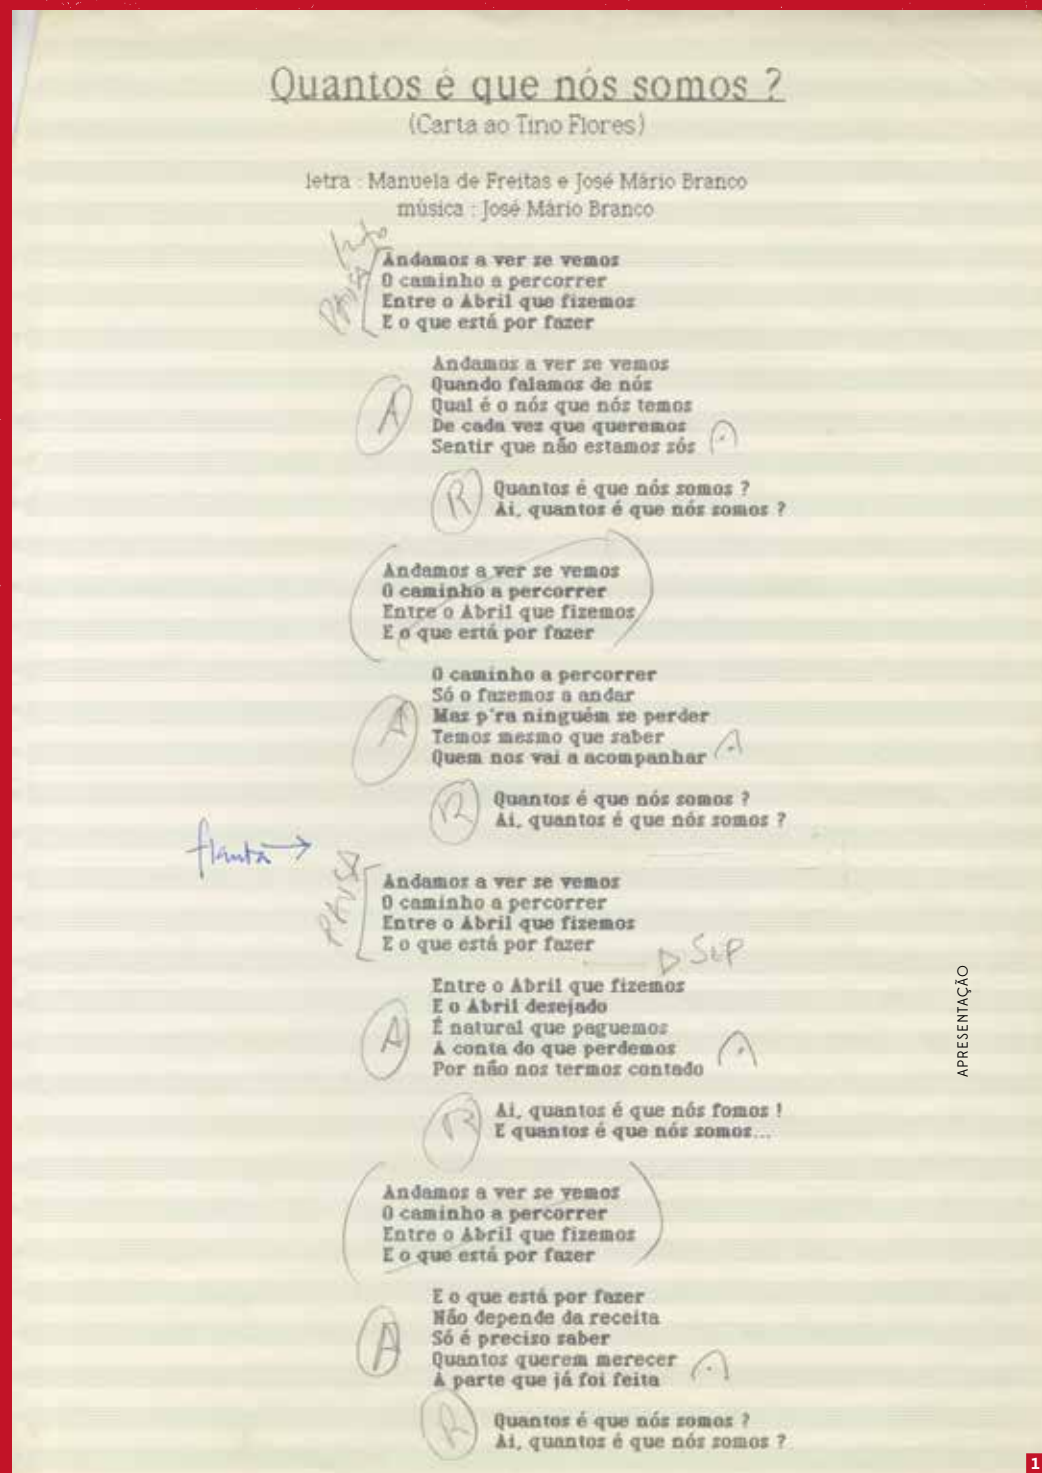 Quantos é que nós somos ?
(Carta ao Tino Flores)
letra : Manuela de Freitas e José Mário Branco
música : José Mário Branco
Intro
PAUSA
Andamos a ver se vemos
O caminho a percorrer
Entre o Abril que fizemos
E o que está por fazer
Andamos a ver se vemos
A
Quando falamos de nós
Qual é o nós que nós temos
De cada vez que queremos
Sentir que não estamos sós
R
Quantos é que nós somos ?
Ai, quantos é que nós somos ?
Andamos a ver se vemos
O caminho a percorrer
Entre o Abril que fizemos
E o que está por fazer
O caminho a percorrer
A
Só o fazemos a andar
Mas p'ra ninguém se perder
Temos mesmo que saber
Quem nos vai a acompanhar
R
Quantos é que nós somos ?
Ai, quantos é que nós somos ?
flauta →
PAUSA
Andamos a ver se vemos
O caminho a percorrer
Entre o Abril que fizemos
E o que está por fazer
Entre o Abril que fizemos
E o Abril desejado
A
É natural que paguemos
A conta do que perdemos
Por não nos termos contado
R
Ai, quantos é que nós fomos !
E quantos é que nós somos...
Andamos a ver se vemos
O caminho a percorrer
Entre o Abril que fizemos
E o que está por fazer
E o que está por fazer
Não depende da receita
A
Só é preciso saber
Quantos querem merecer
A parte que já foi feita
R
Quantos é que nós somos ?
Ai, quantos é que nós somos ?
APRESENTAÇÃO
1